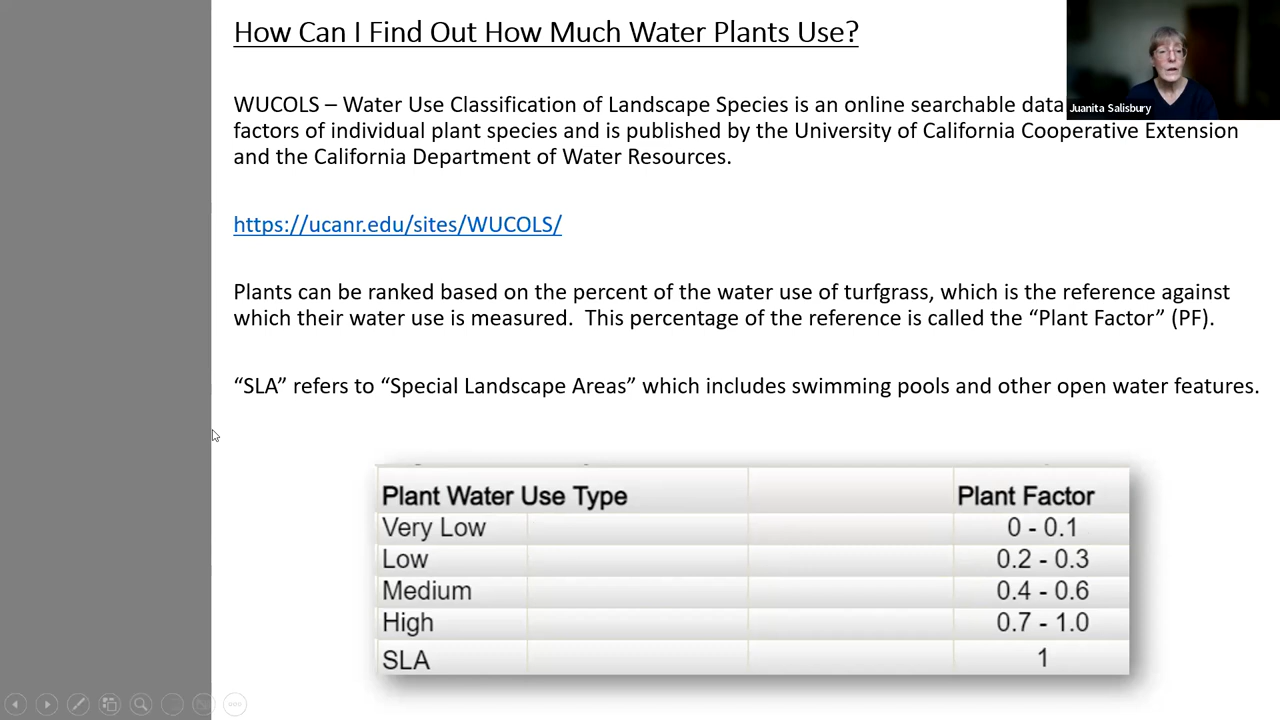 How Can I Find Out How Much Water Plants Use?
WUCOLS – Water Use Classification of Landscape Species is an online searchable data
Juanita Salisbury
factors of individual plant species and is published by the University of California Cooperative Extension
and the California Department of Water Resources.
https://ucanr.edu/sites/WUCOLS/
Plants can be ranked based on the percent of the water use of turfgrass, which is the reference against
which their water use is measured.  This percentage of the reference is called the “Plant Factor” (PF).
“SLA” refers to “Special Landscape Areas” which includes swimming pools and other open water features.
Plant Water Use Type Plant Factor
Very Low 0 - 0.1
Low 0.2 - 0.3
Medium 0.4 - 0.6
High 0.7 - 1.0
SLA 1